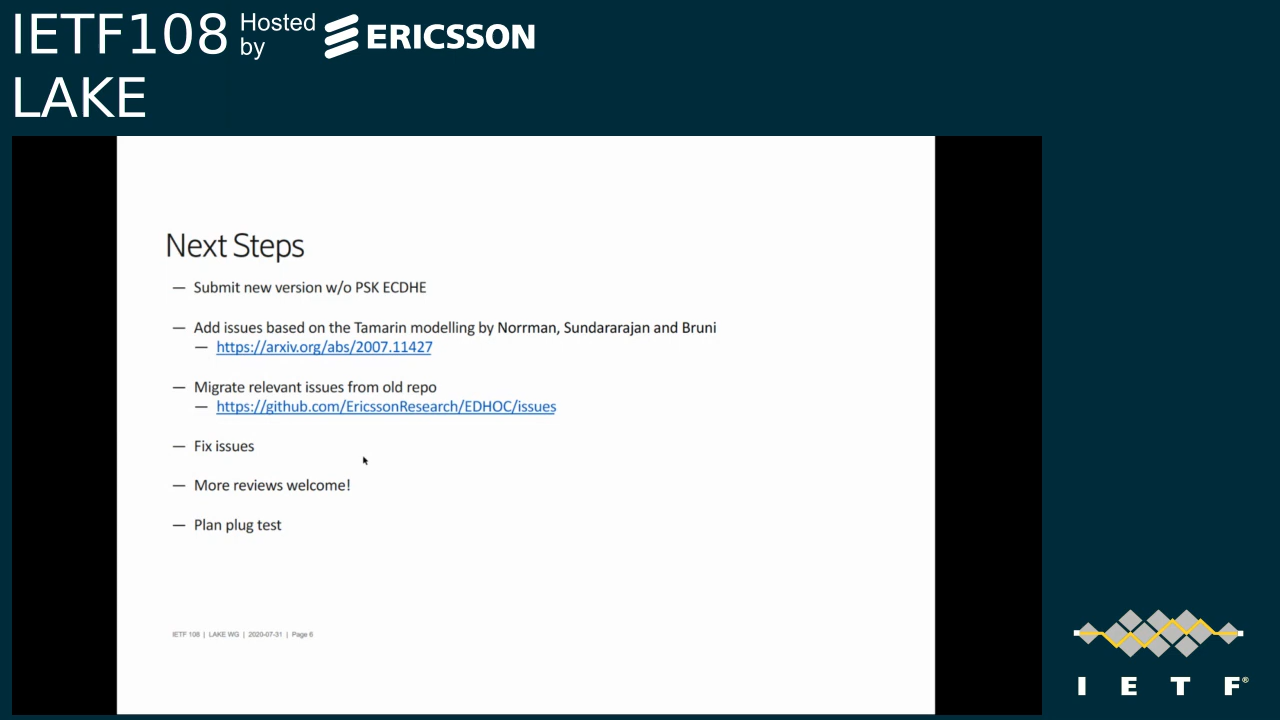 IETF108 Hosted by ERICSSON
LAKE
Next Steps
— Submit new version w/o PSK ECDHE
— Add issues based on the Tamarin modelling by Norrman, Sundararajan and Bruni
— https://arxiv.org/abs/2007.11427
— Migrate relevant issues from old repo
— https://github.com/EricssonResearch/EDHOC/issues
— Fix issues
— More reviews welcome!
— Plan plug test
IETF 108 | LAKE WG | 2020-07-31 | Page 6
I E T F®